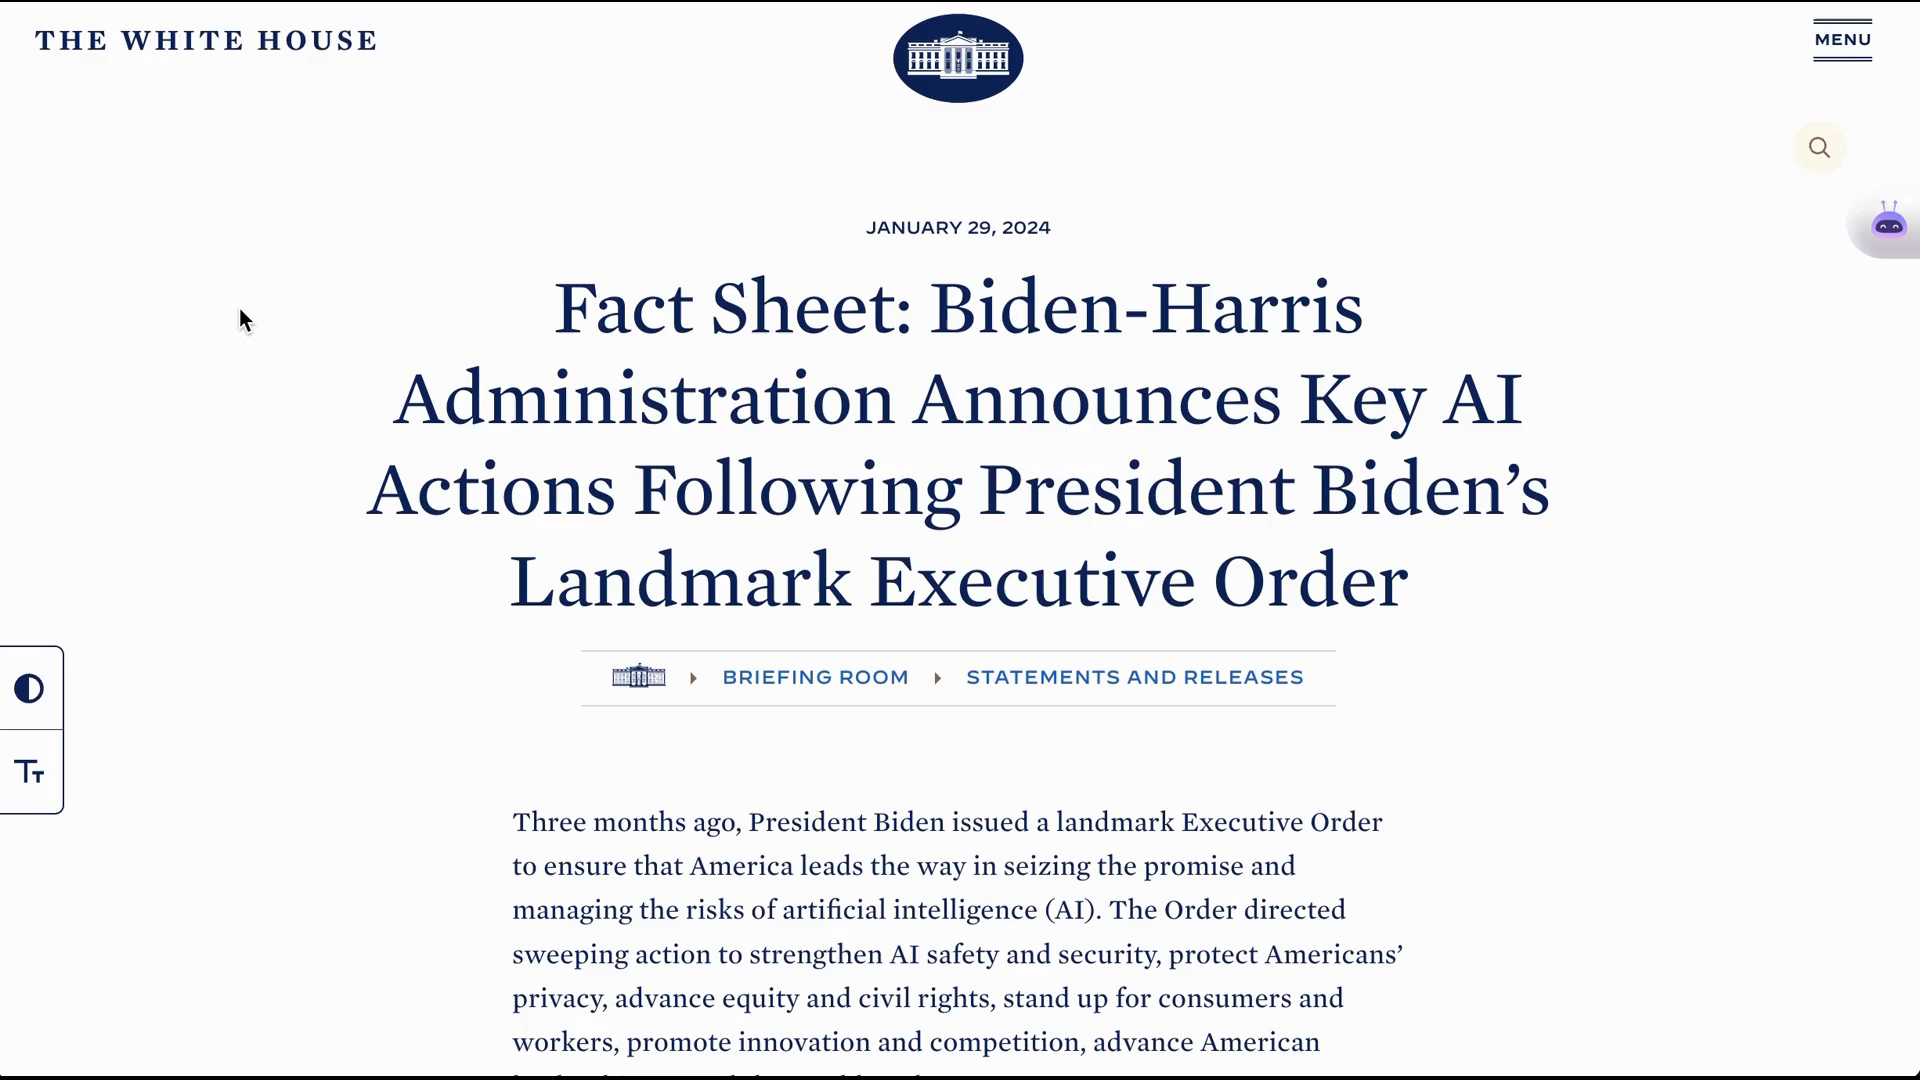 THE WHITE HOUSE
MENU
JANUARY 29, 2024
Fact Sheet: Biden-Harris
Administration Announces Key AI
Actions Following President Biden’s
Landmark Executive Order
BRIEFING ROOM STATEMENTS AND RELEASES
Tт
Three months ago, President Biden issued a landmark Executive Order
to ensure that America leads the way in seizing the promise and
managing the risks of artificial intelligence (AI). The Order directed
sweeping action to strengthen AI safety and security, protect Americans’
privacy, advance equity and civil rights, stand up for consumers and
workers, promote innovation and competition, advance American